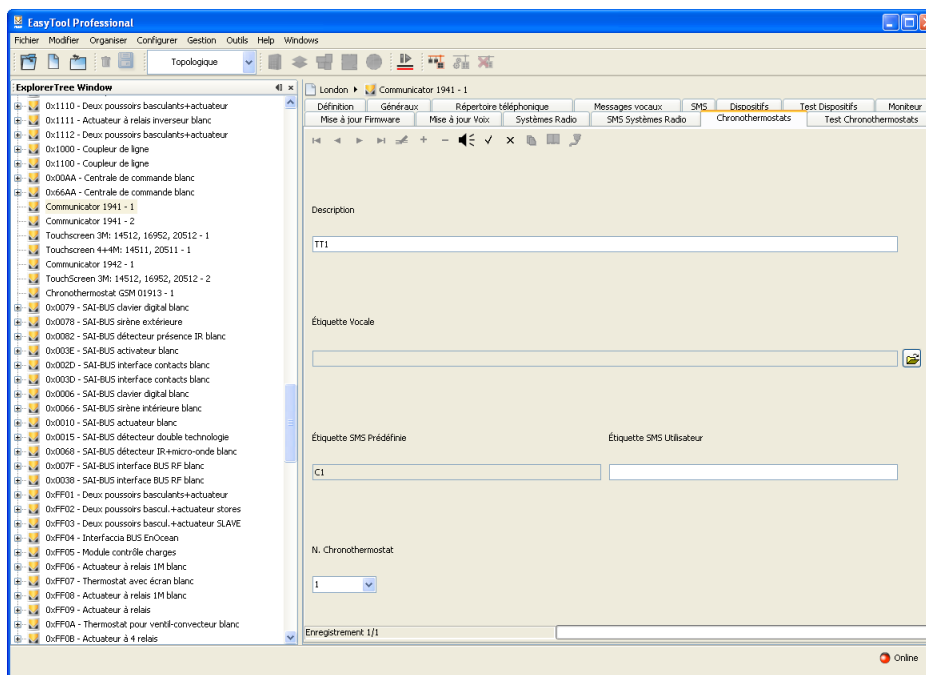 EasyTool Professional
Fichier Modifier Organiser Configurer Gestion Outils Help Windows
Topologique
ExplorerTree Window
0x1110 - Deux poussoirs basculants+actuateur
0x1111 - Actuateur à relais inverseur blanc
0x1112 - Deux poussoirs basculants+actuateur
0x1000 - Coupleur de ligne
0x1100 - Coupleur de ligne
0x00AA - Centrale de commande blanc
0x66AA - Centrale de commande blanc
Communicator 1941 - 1
Communicator 1941 - 2
Touchscreen 3M: 14512, 16952, 20512 - 1
Touchscreen 4+4M: 14511, 20511 - 1
Communicator 1942 - 1
TouchScreen 3M: 14512, 16952, 20512 - 2
Chronothermostat GSM 01913 - 1
0x0079 - SAI-BUS clavier digital blanc
0x0078 - SAI-BUS sirène extérieure
0x0082 - SAI-BUS détecteur présence IR blanc
0x003E - SAI-BUS activateur blanc
0x002D - SAI-BUS interface contacts blanc
0x003D - SAI-BUS interface contacts blanc
0x0006 - SAI-BUS clavier digital blanc
0x0066 - SAI-BUS sirène intérieure blanc
0x0010 - SAI-BUS actuateur blanc
0x0015 - SAI-BUS détecteur double technologie
0x0068 - SAI-BUS détecteur IR+micro-onde blanc
0x007F - SAI-BUS interface BUS RF blanc
0x0038 - SAI-BUS interface BUS RF blanc
0xFF01 - Deux poussoirs basculants+actuateur
0xFF02 - Deux poussoirs bascul.+actuateur stores
0xFF03 - Deux poussoirs bascul.+actuateur SLAVE
0xFF04 - Interfaccia BUS EnOcean
0xFF05 - Module contrôle charges
0xFF06 - Actuateur à relais 1M blanc
0xFF07 - Thermostat avec écran blanc
0xFF08 - Actuateur à relais 1M blanc
0xFF09 - Actuateur à relais
0xFF0A - Thermostat pour ventil-convecteur blanc
0xFF0B - Actuateur à 4 relais
London Communicator 1941 - 1
Définition Généraux Répertoire téléphonique Messages vocaux SMS Dispositifs Test Dispositifs Moniteur
Mise à jour Firmware Mise à jour Voix Systèmes Radio SMS Systèmes Radio Chronothermostats Test Chronothermostats
Description
TT1
Étiquette Vocale
Étiquette SMS Prédéfinie Étiquette SMS Utilisateur
C1
N. Chronothermostat
1
Enregistrement 1/1
Online